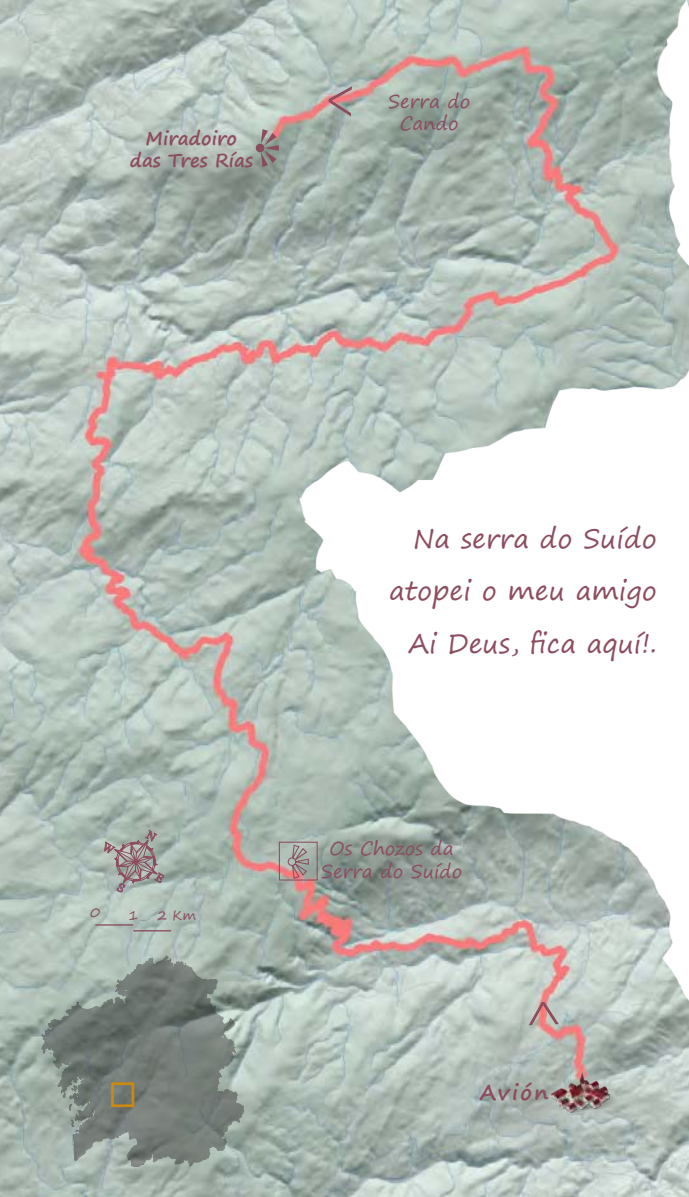 Serra do
Cando
Miradoiro
das Tres Rías
Na serra do Suído
atopei o meu amigo
Ai Deus, fica aquí!.
Os Chozos da
Serra do Suído
N
W
E
S
0 1 2 Km
Avión